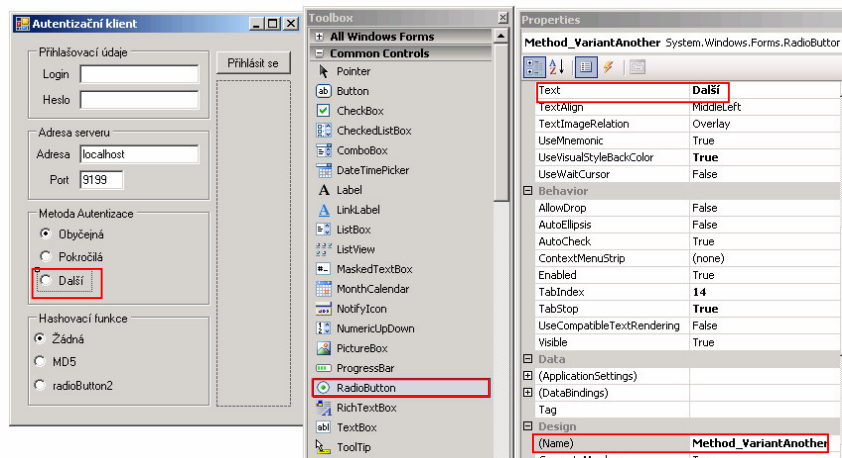 Autentizační klient
Přihlašovací údaje
Login
Heslo
Přihlásit se
Adresa serveru
Adresa localhost
Port 9199
Metoda Autentizace
Obyčejná
Pokročilá
Další
Hashovací funkce
Žádná
MD5
radioButton2
Toolbox
All Windows Forms
Common Controls
Pointer
Button
CheckBox
CheckedListBox
ComboBox
DateTimePicker
Label
LinkLabel
ListBox
ListView
MaskedTextBox
MonthCalendar
NotifyIcon
NumericUpDown
PictureBox
ProgressBar
RadioButton
RichTextBox
TextBox
ToolTip
Properties
Method_VariantAnother System.Windows.Forms.RadioButton
Text Další
TextAlign MiddleLeft
TextImageRelation Overlay
UseMnemonic True
UseVisualStyleBackColor True
UseWaitCursor False
Behavior
AllowDrop False
AutoEllipsis False
AutoCheck True
ContextMenuStrip (none)
Enabled True
TabIndex 14
TabStop True
UseCompatibleTextRendering False
Visible True
Data
(ApplicationSettings)
(DataBindings)
Tag
Design
(Name) Method_VariantAnother